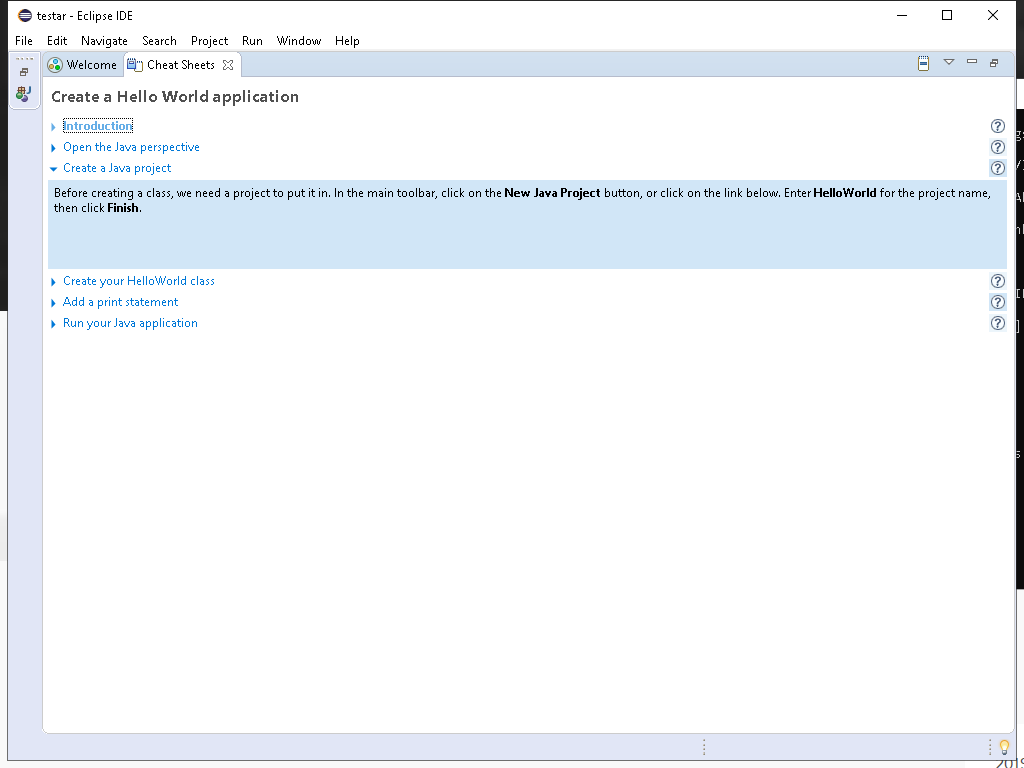 testar - Eclipse IDE
File Edit Navigate Search Project Run Window Help
Welcome Cheat Sheets
Create a Hello World application
Introduction
Open the Java perspective
Create a Java project
Before creating a class, we need a project to put it in. In the main toolbar, click on the New Java Project button, or click on the link below. Enter HelloWorld for the project name,
then click Finish.
Create your HelloWorld class
Add a print statement
Run your Java application